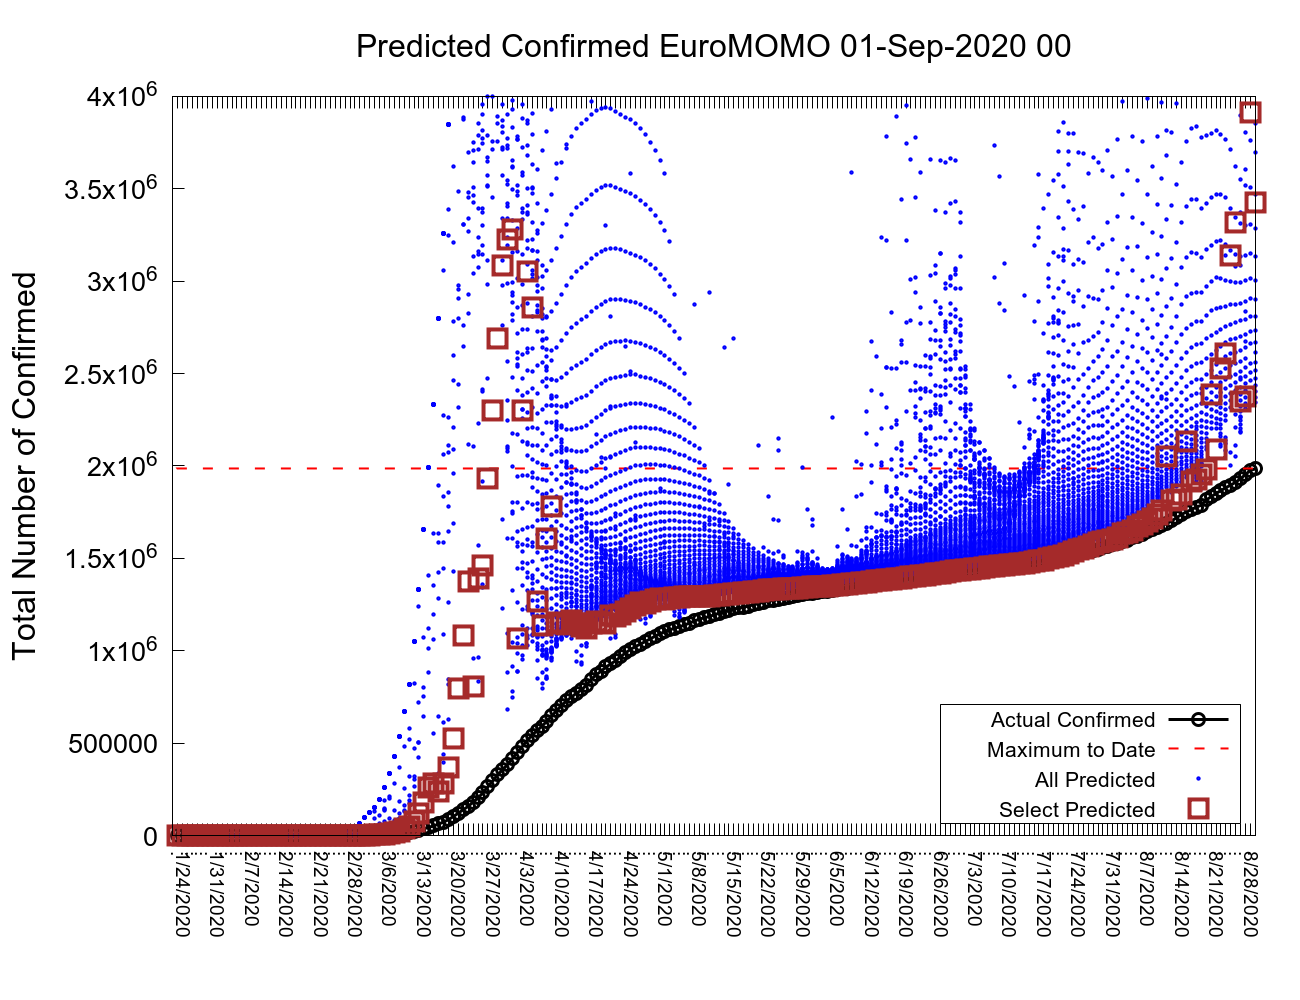 Predicted Confirmed EuroMOMO 01-Sep-2020 00
Total Number of Confirmed
4x10^6
3.5x10^6
3x10^6
2.5x10^6
2x10^6
1.5x10^6
1x10^6
500000
0
Actual Confirmed
Maximum to Date
All Predicted
Select Predicted
1/24/2020
1/31/2020
2/7/2020
2/14/2020
2/21/2020
2/28/2020
3/6/2020
3/13/2020
3/20/2020
3/27/2020
4/3/2020
4/10/2020
4/17/2020
4/24/2020
5/1/2020
5/8/2020
5/15/2020
5/22/2020
5/29/2020
6/5/2020
6/12/2020
6/19/2020
6/26/2020
7/3/2020
7/10/2020
7/17/2020
7/24/2020
7/31/2020
8/7/2020
8/14/2020
8/21/2020
8/28/2020